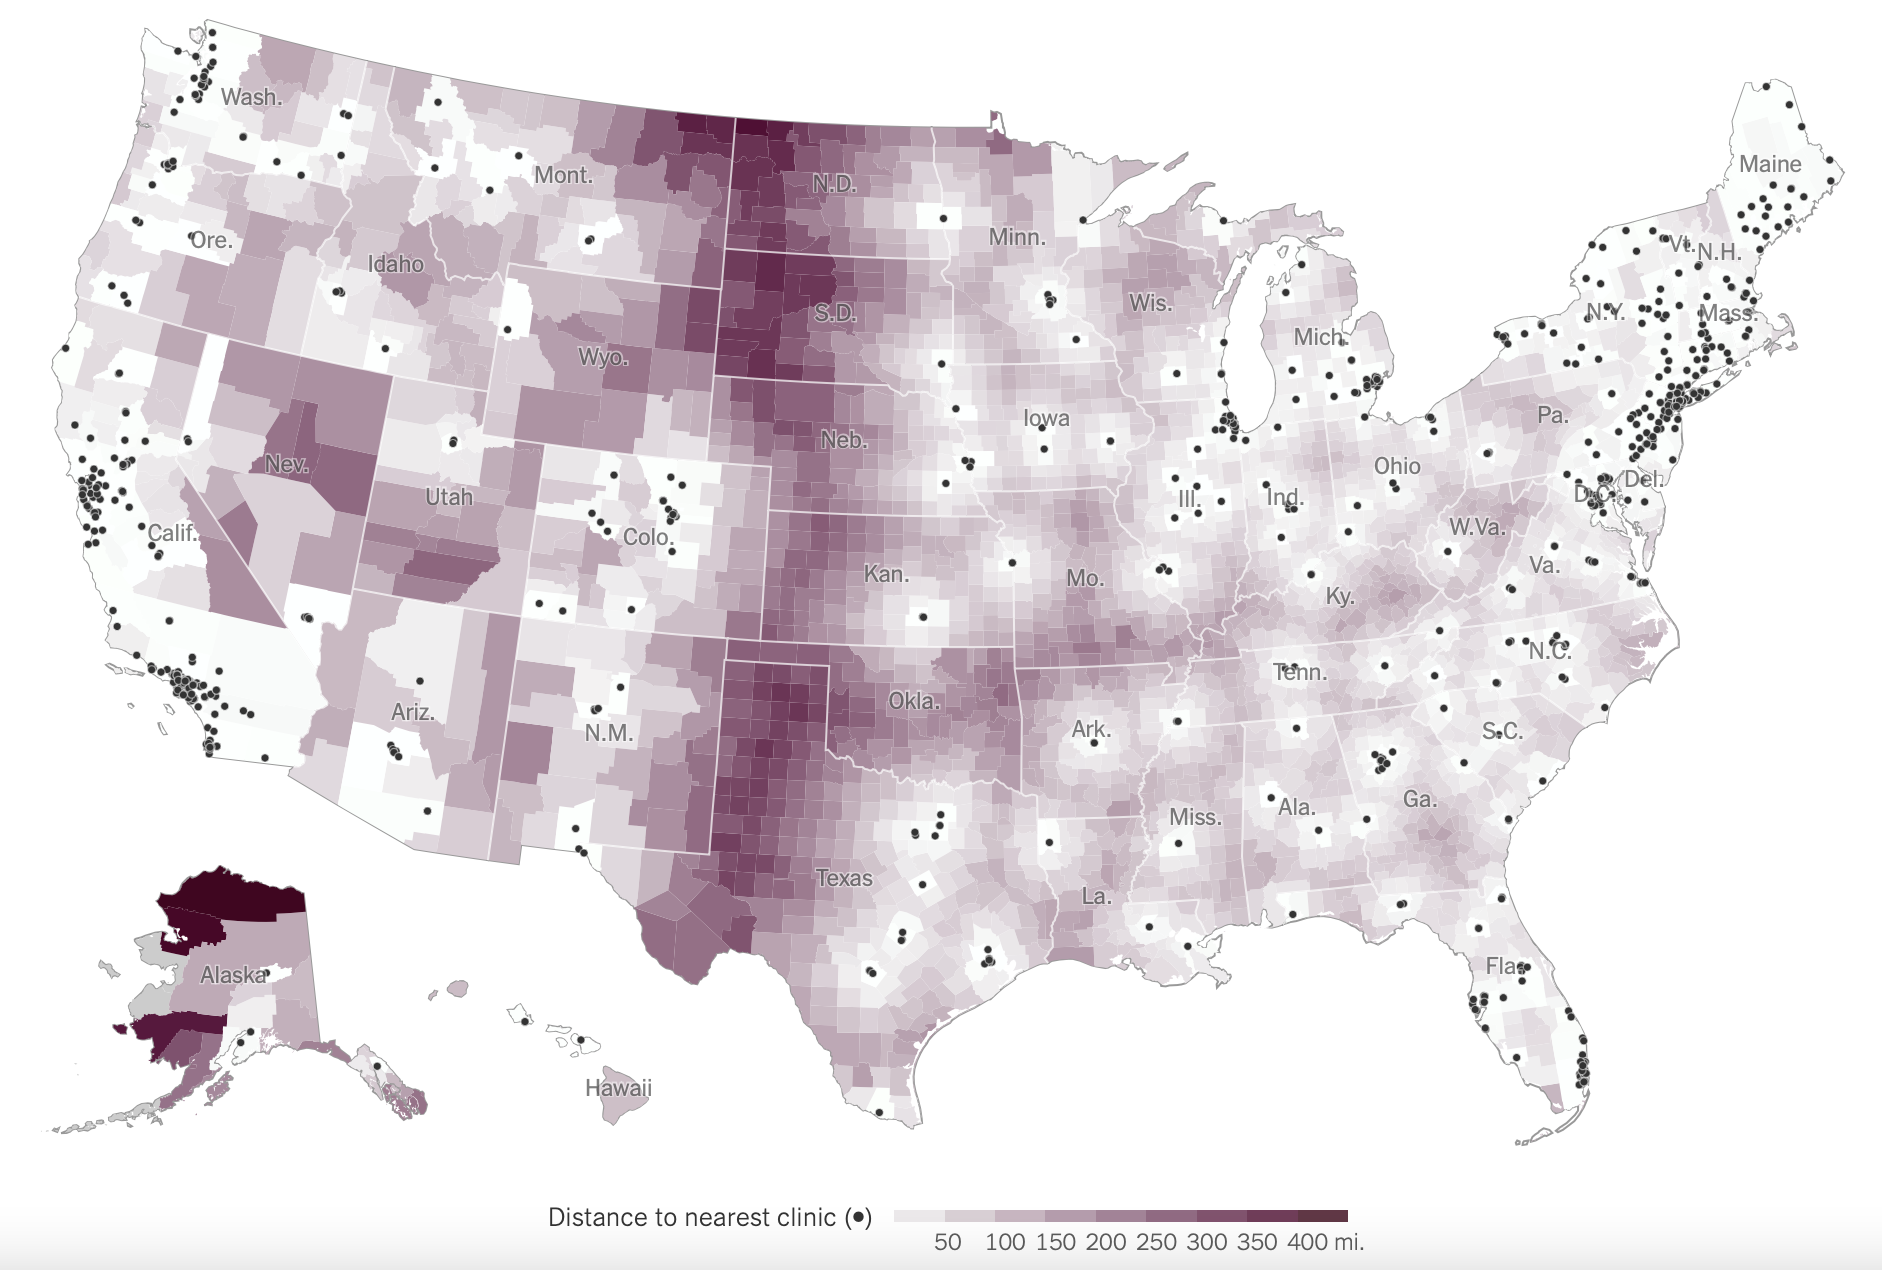 Wash.
Mont.
N.D.
Minn.
Maine
Ore.
Idaho
Vt.
N.H.
S.D.
Wis.
Mich.
N.Y.
Mass.
Wyo.
Nev.
Neb.
Iowa
Pa.
Utah
Ill.
Ind.
Ohio
D.C.
Del.
Calif.
Colo.
Kan.
Mo.
W.Va.
Va.
Ky.
Ariz.
N.M.
Okla.
Ark.
Tenn.
N.C.
S.C.
Texas
La.
Miss.
Ala.
Ga.
Fla.
Alaska
Hawaii
Distance to nearest clinic (●)
50 100 150 200 250 300 350 400 mi.